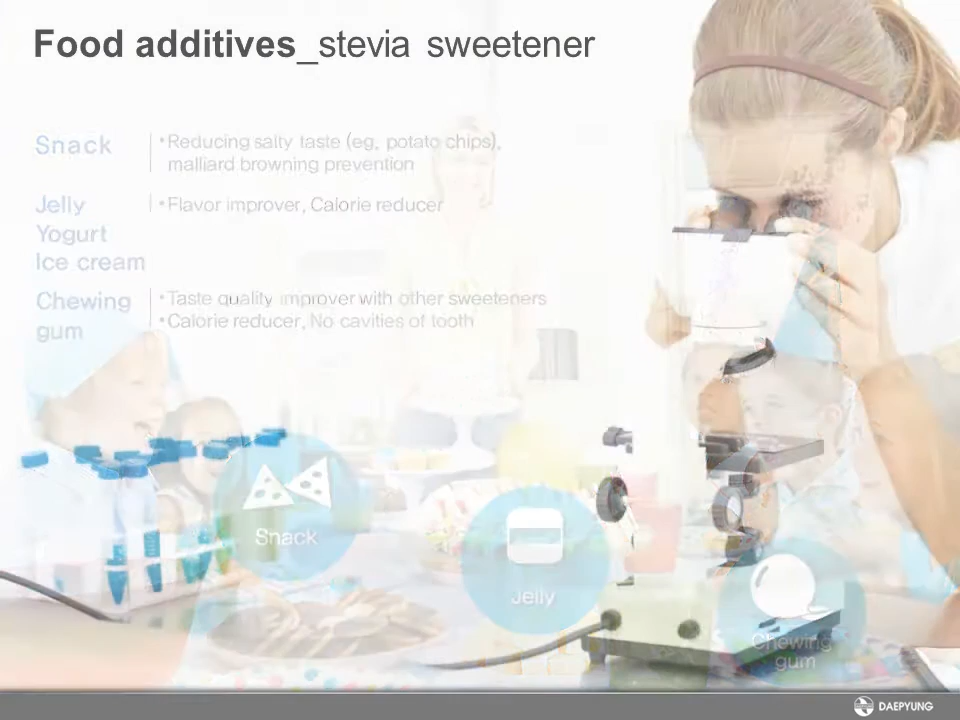 Food additives_stevia sweetener
Snack
•Reducing salty taste (eg, potato chips),
malliard browning prevention
Jelly
Yogurt
Ice cream
•Flavor improver, Calorie reducer
Chewing
gum
•Taste quality improver with other sweeteners
•Calorie reducer, No cavities of tooth
Snack
Jelly
Chewing
gum
DAEPYUNG